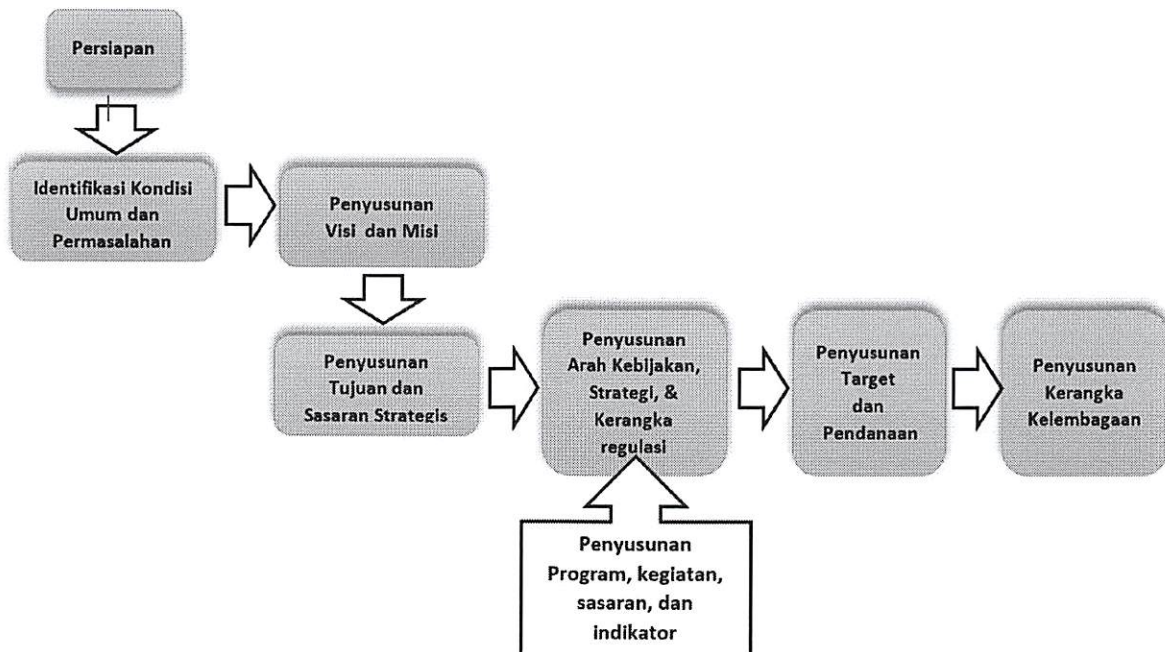 Persiapan
Identifikasi Kondisi
Umum dan
Permasalahan
Penyusunan
Visi dan Misi
Penyusunan
Tujuan dan
Sasaran Strategis
Penyusunan
Arah Kebijakan,
Strategi, &
Kerangka
regulasi
Penyusunan
Target
dan
Pendanaan
Penyusunan
Kerangka
Kelembagaan
Penyusunan
Program, kegiatan,
sasaran, dan
indikator